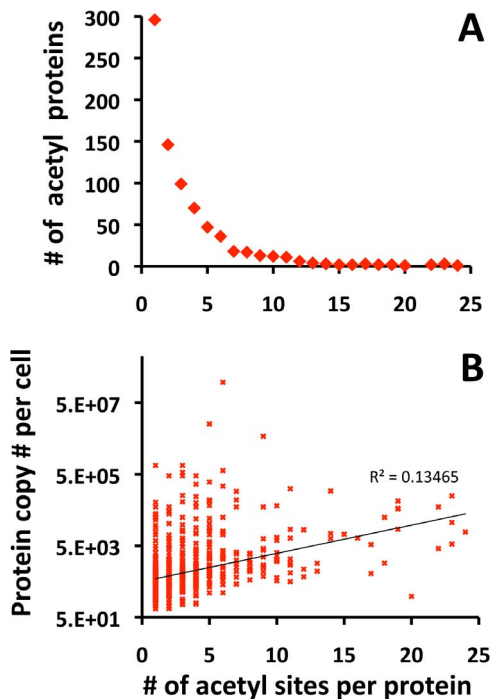 A
# of acetyl proteins
300
250
200
150
100
50
0
0 5 10 15 20 25
B
Protein copy # per cell
5.E+07
5.E+05
5.E+03
5.E+01
R² = 0.13465
0 5 10 15 20 25
# of acetyl sites per protein